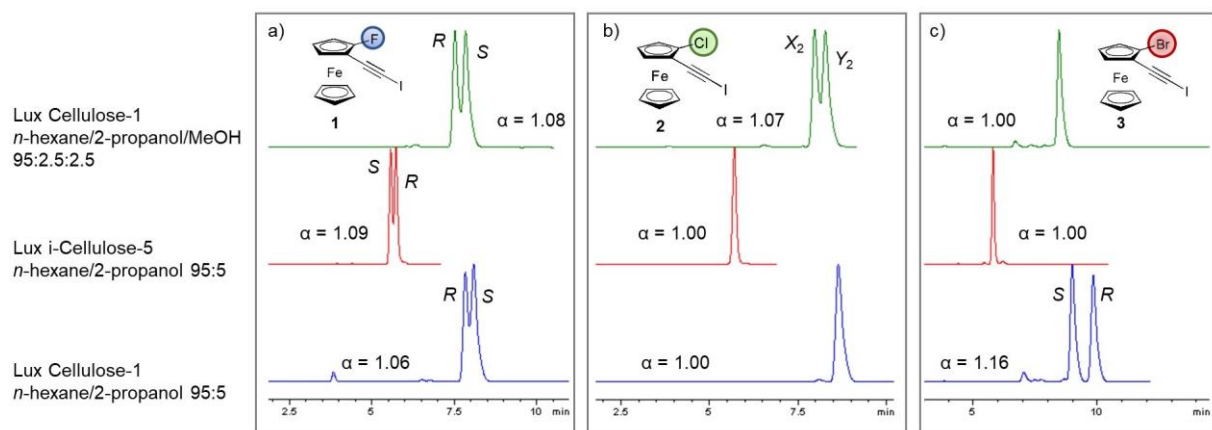 Lux Cellulose-1
n-hexane/2-propanol/MeOH
95:2.5:2.5
Lux i-Cellulose-5
n-hexane/2-propanol 95:5
Lux Cellulose-1
n-hexane/2-propanol 95:5
a)
F
Fe
I
1
R
S
α = 1.08
S
R
α = 1.09
R
S
α = 1.06
2.5
5
7.5
10
min
b)
Cl
Fe
I
2
X2
Y2
α = 1.07
α = 1.00
α = 1.00
2.5
5
7.5
10
min
c)
Br
Fe
I
3
α = 1.00
α = 1.00
S
R
α = 1.16
5
10
min